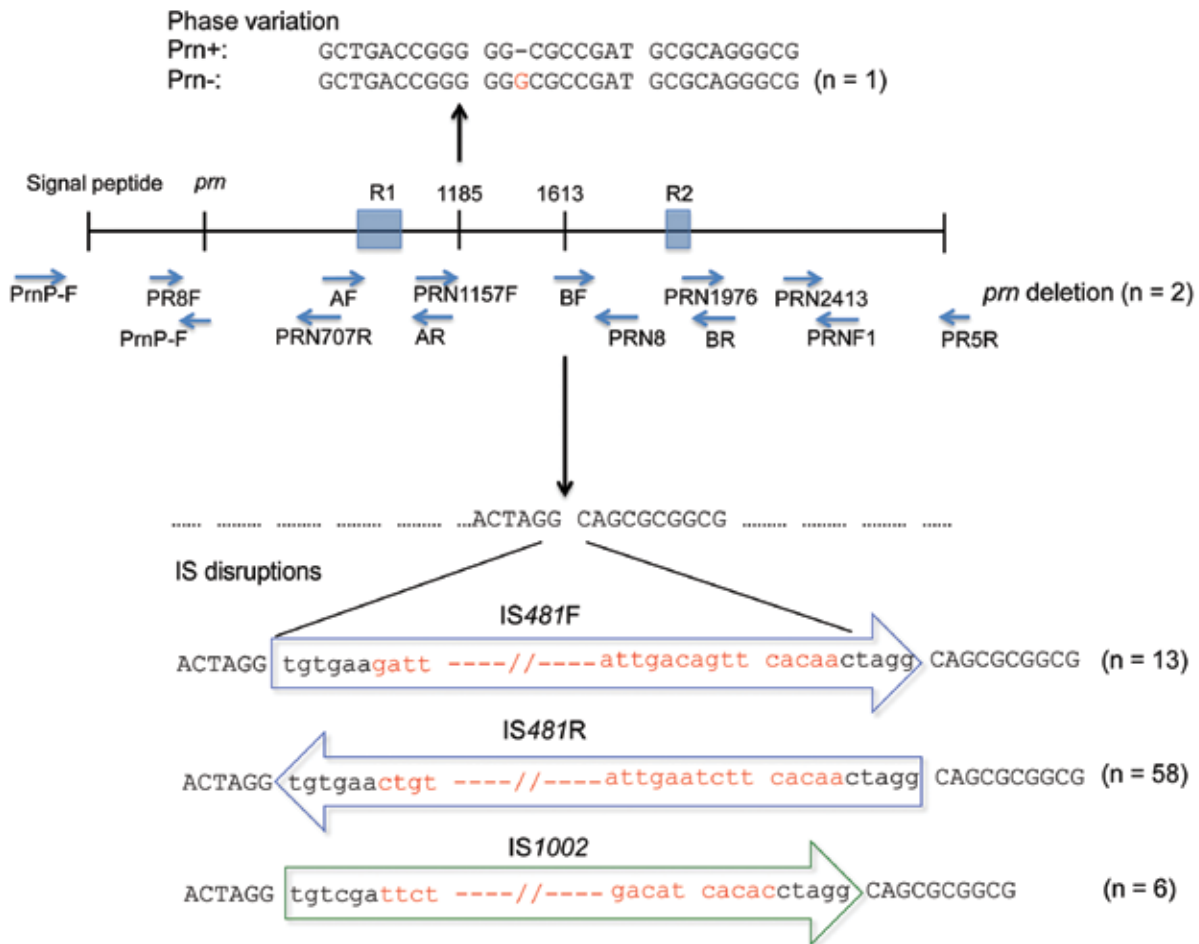 Phase variation
Prn+: GCTGACCGGG GG-CGCCGAT GCGCAGGGCG
Prn-: GCTGACCGGG GGGCGCCGAT GCGCAGGGCG (n = 1)
Signal peptide prn R1 1185 1613 R2
PrnP-F PR8F AF PRN1157F BF PRN1976 PRN2413 prn deletion (n = 2)
PrnP-F PRN707R AR PRN8 BR PRNF1 PR5R
...... ....... ....... ....... ....... ...ACTAGG CAGCGCGGCG ......... ....... ....... ......
IS disruptions
IS481F
ACTAGG tgtgaagatt ----//----attgacagtt cacaactagg CAGCGCGGCG (n = 13)
IS481R
ACTAGG tgtgaactgt ----//----attgaatctt cacaactagg CAGCGCGGCG (n = 58)
IS1002
ACTAGG tgtcgattct ----//----gacat cacacctagg CAGCGCGGCG (n = 6)